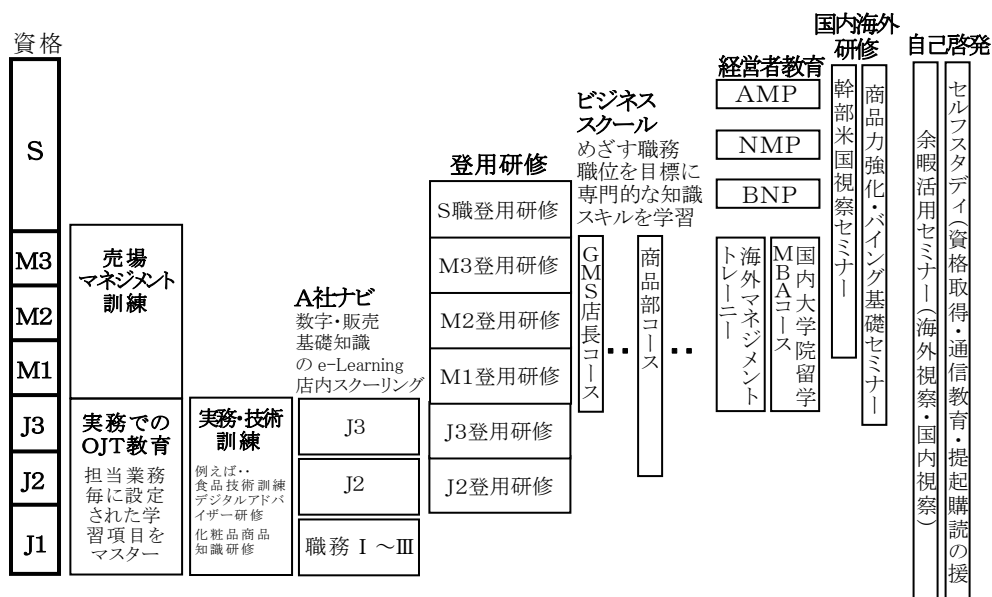 資格
S
M3
M2
M1
J3
J2
J1
売場
マネジメント
訓練
実務での
OJT教育
担当業務
毎に設定
された学
習項目を
マスター
実務・技術
訓練
例えば・・
食品技術訓練
デジタルアドバ
イザー研修
化粧品商品
知識研修
A社ナビ
数字・販売
基礎知識
の e-Learning
店内スクーリング
J3
J2
職務Ⅰ～Ⅲ
登用研修
S職登用研修
M3登用研修
M2登用研修
M1登用研修
J3登用研修
J2登用研修
ビジネス
スクール
めざす職務
職位を目標に
専門的な知識
スキルを学習
GMS店長コース
・・
商品部コース
・・
経営者教育
AMP
NMP
BNP
海外マネジメント
トレーニー
国内大学院留学
MBAコース
国内海外
研修
幹部米国視察セミナー
商品力強化・バイング基礎セミナー
自己啓発
余暇活用セミナー（海外視察・国内視察）
セルフスタディ（資格取得・通信教育・提起購読の援